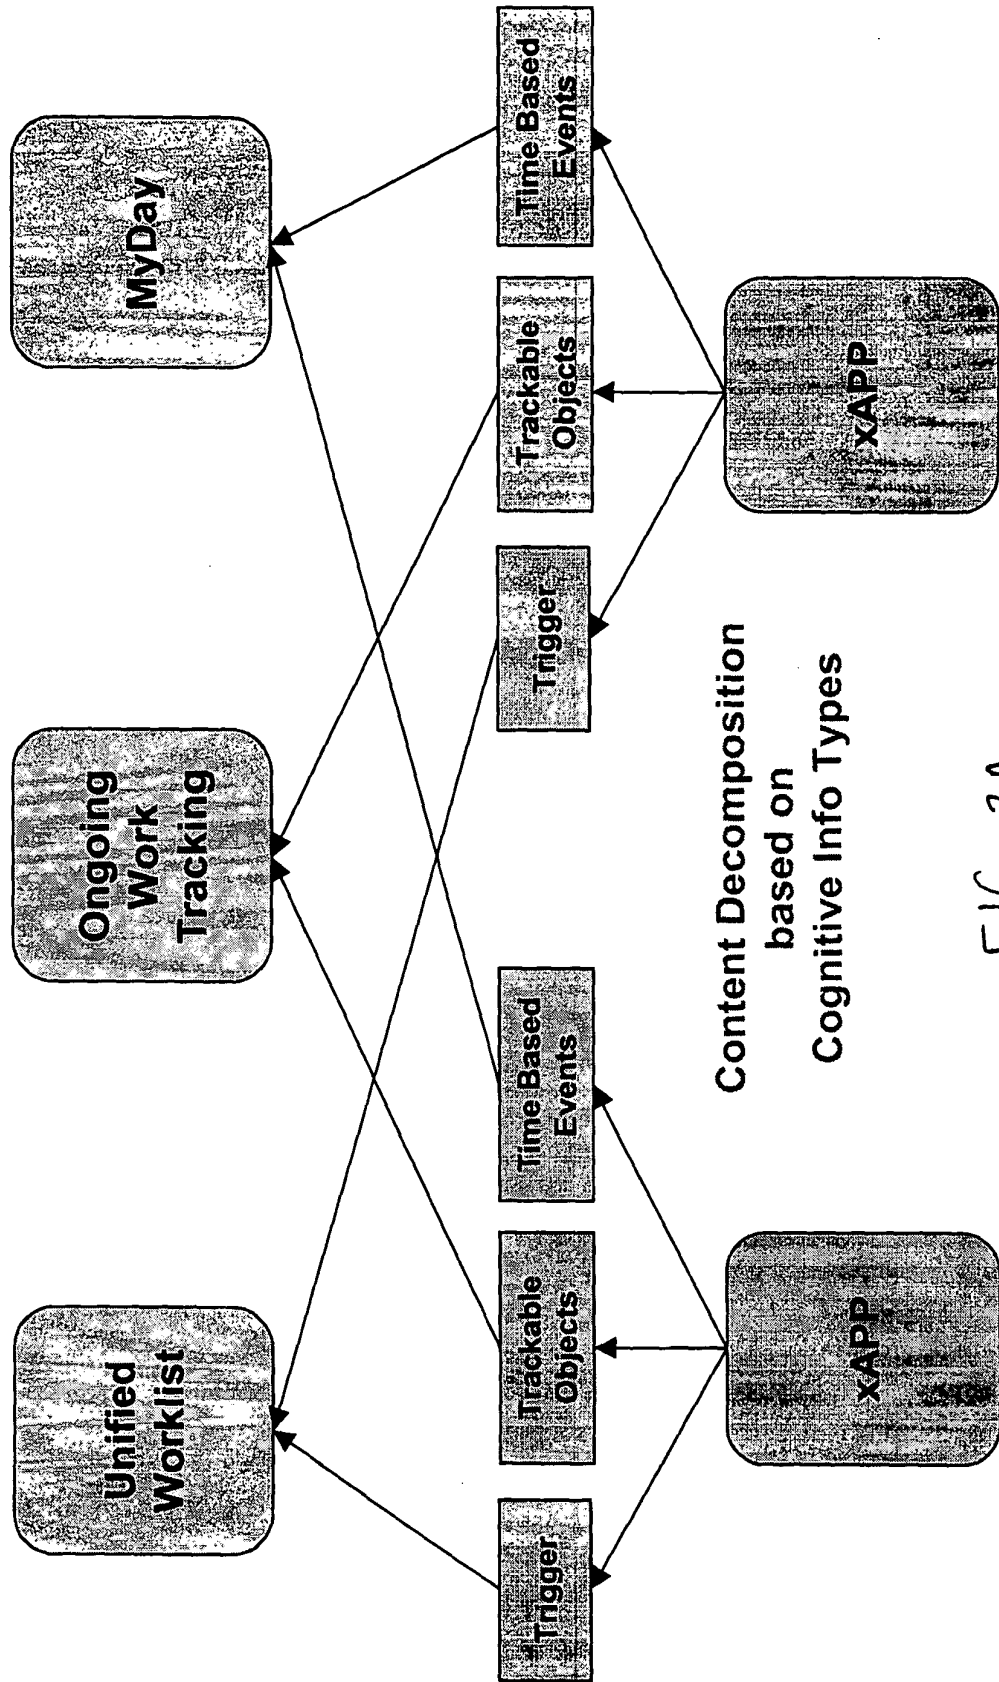 Unified
Worklist
Ongoing
Work
Tracking
MyDay
Trigger
Trackable
Objects
Time Based
Events
Trigger
Trackable
Objects
Time Based
Events
xAPP
Content Decomposition
based on
Cognitive Info Types
xAPP